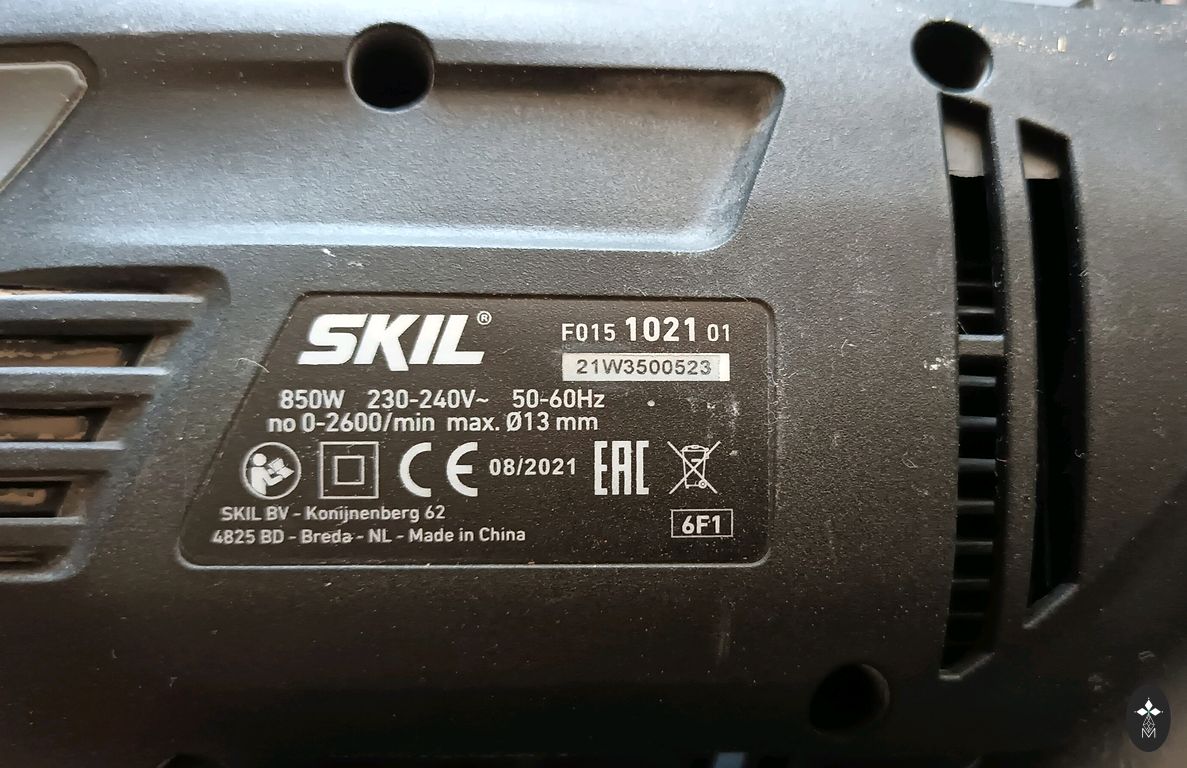 SKIL®
F015 1021 01
21W3500523
850W 230-240V~ 50-60Hz
no 0-2600/min max. Ø13 mm
CE 08/2021 EAC
SKIL BV - Konijnenberg 62
4825 BD - Breda - NL - Made in China
6F1
M